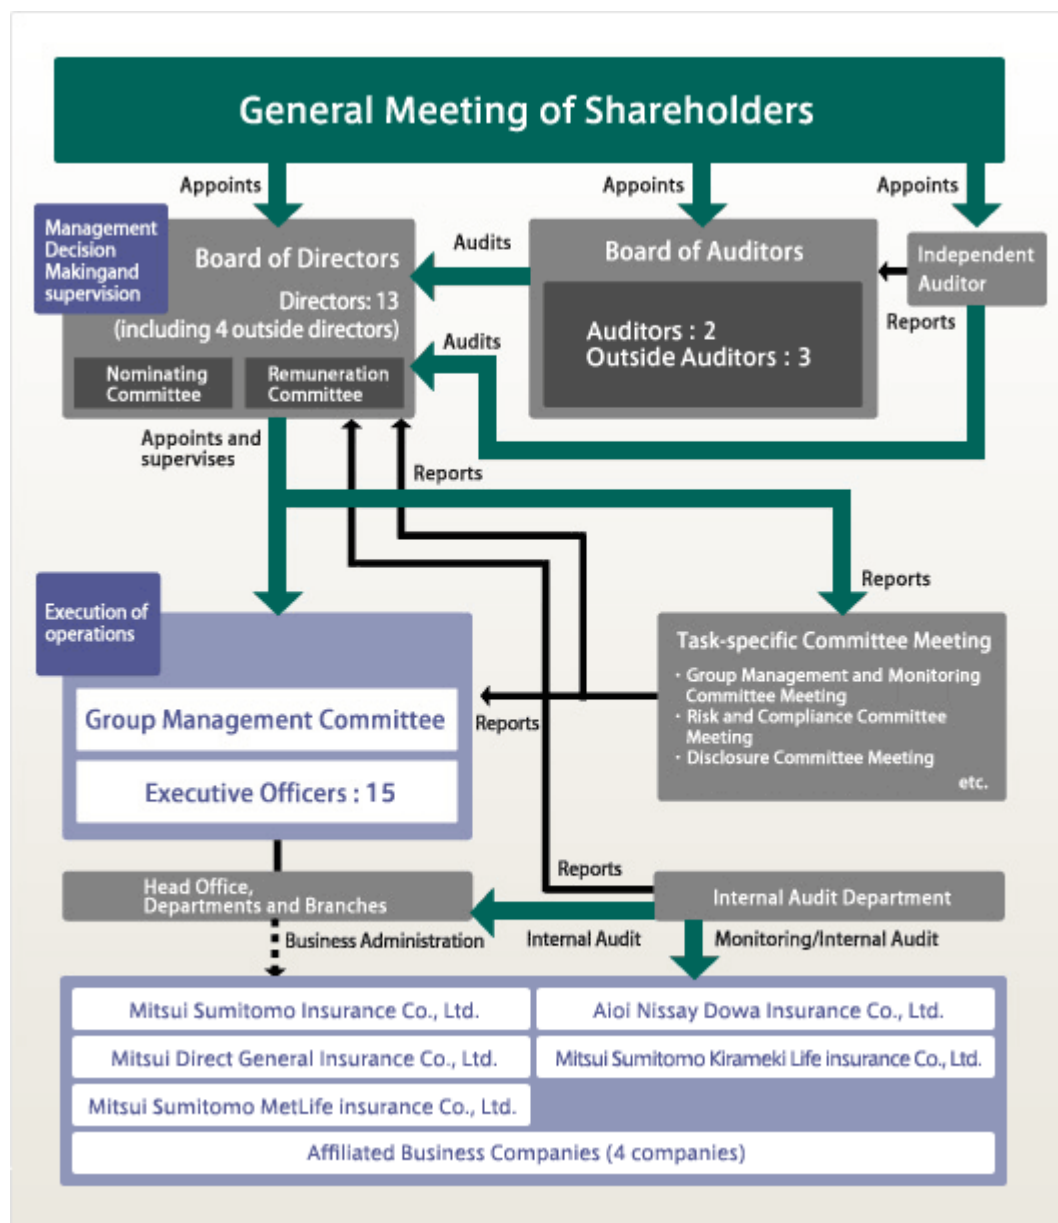 General Meeting of Shareholders
Appoints
Appoints
Appoints
Management
Decision
Makingand
supervision
Board of Directors
Directors: 13
(including 4 outside directors)
Nominating
Committee
Remuneration
Committee
Audits
Audits
Board of Auditors
Auditors : 2
Outside Auditors : 3
Independent
Auditor
Reports
Appoints and
supervises
Reports
Reports
Execution of
operations
Group Management Committee
Executive Officers : 15
Reports
Task-specific Committee Meeting
・Group Management and Monitoring
Committee Meeting
・Risk and Compliance Committee
Meeting
・Disclosure Committee Meeting
etc.
Reports
Head Office,
Departments and Branches
Internal Audit Department
Business Administration
Internal Audit
Monitoring/Internal Audit
Mitsui Sumitomo Insurance Co., Ltd.
Aioi Nissay Dowa Insurance Co., Ltd.
Mitsui Direct General Insurance Co., Ltd.
Mitsui Sumitomo Kirameki Life insurance Co., Ltd.
Mitsui Sumitomo MetLife insurance Co., Ltd.
Affiliated Business Companies (4 companies)